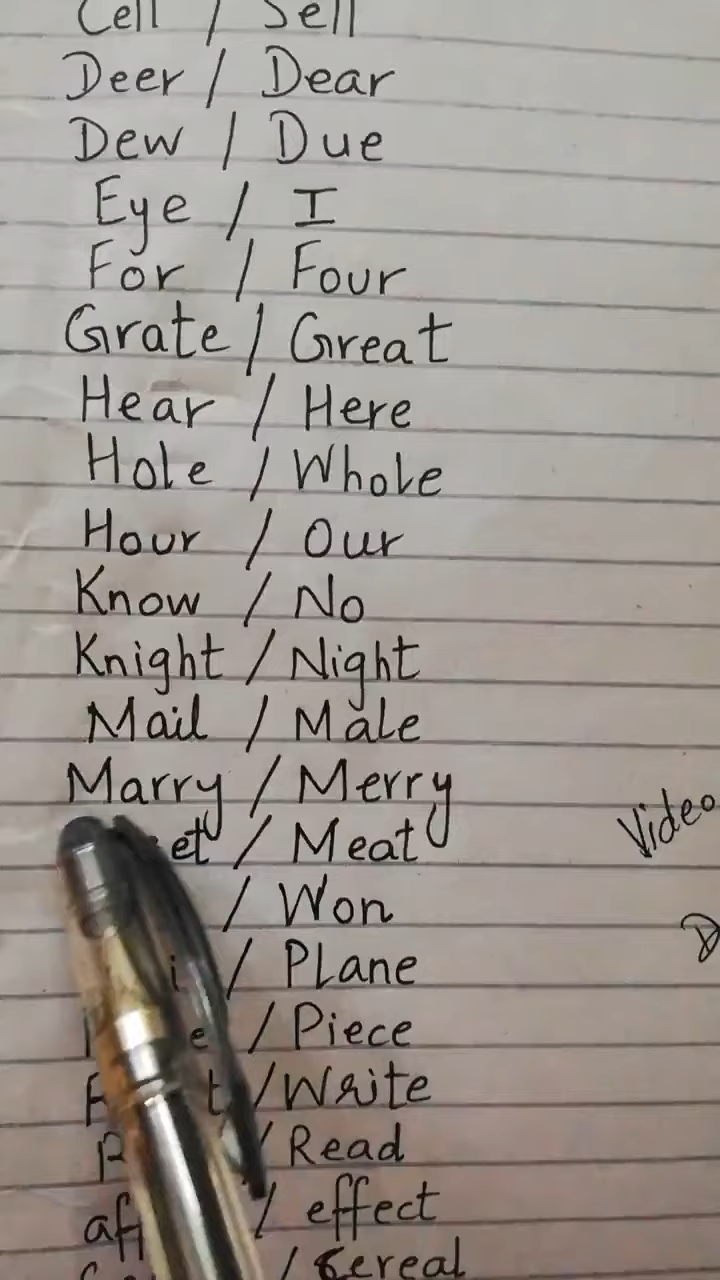 Cell / Sell
Deer / Dear
Dew / Due
Eye / I
For / Four
Grate / Great
Hear / Here
Hole / Whole
Hour / Our
Know / No
Knight / Night
Mail / Male
Marry / Merry
/ Meat
Video
/ Won
/ Plane
/ Piece
/ Write
/ Read
/ effect
/ Cereal